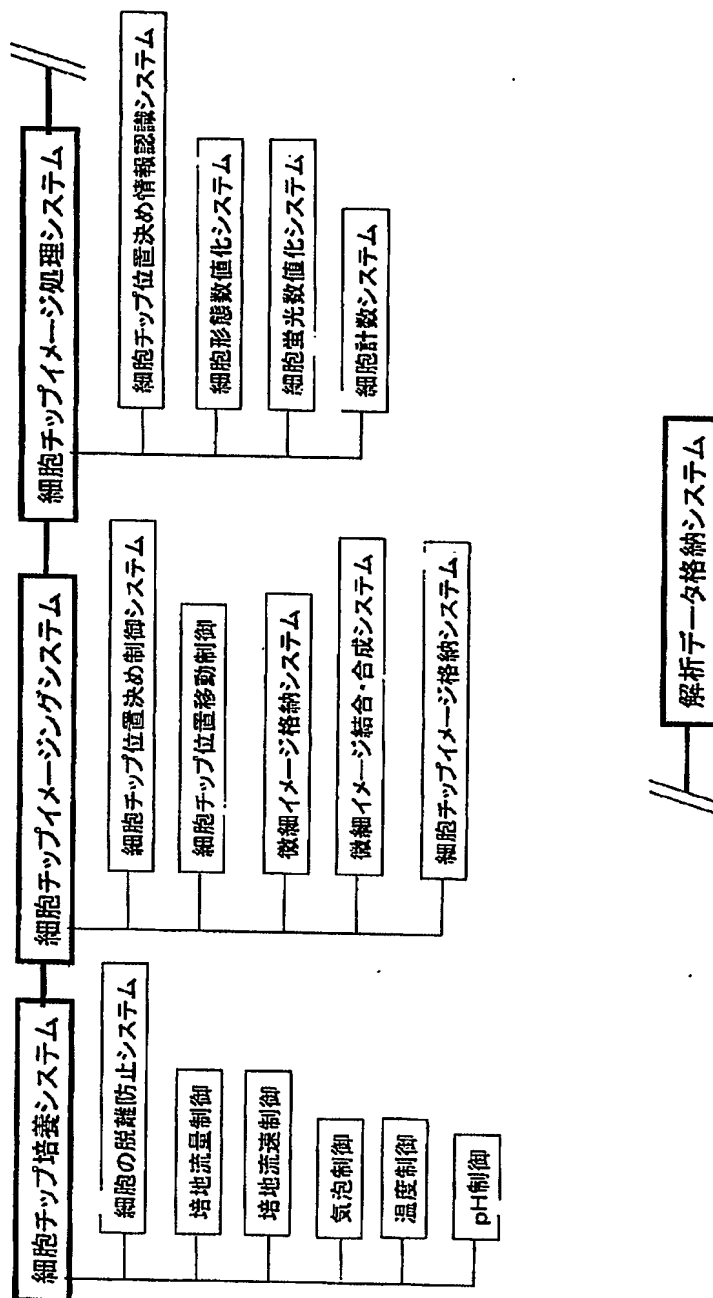 細胞チップ培養システム
細胞の脱離防止システム
培地流量制御
培地流速制御
気泡制御
温度制御
pH制御
細胞チップイメージングシステム
細胞チップ位置決め制御システム
細胞チップ位置移動制御
微細イメージ格納システム
微細イメージ結合・合成システム
細胞チップイメージ格納システム
細胞チップイメージ処理システム
細胞チップ位置決め情報認識システム
細胞形態数値化システム
細胞蛍光数値化システム
細胞計数システム
解析データ格納システム